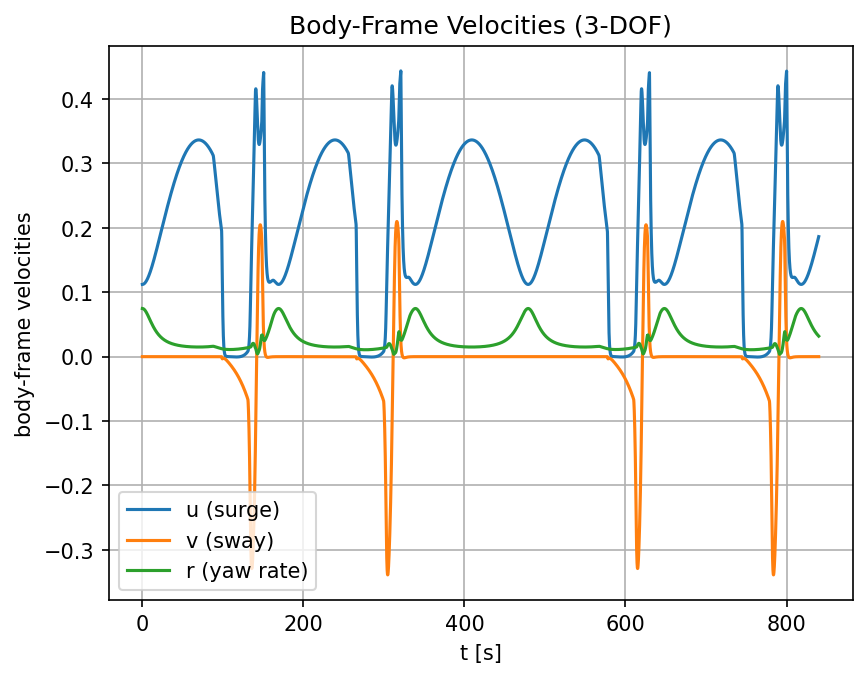 Body-Frame Velocities (3-DOF)
body-frame velocities
0.4
0.3
0.2
0.1
0.0
−0.1
−0.2
−0.3
u (surge)
v (sway)
r (yaw rate)
0 200 400 600 800
t [s]